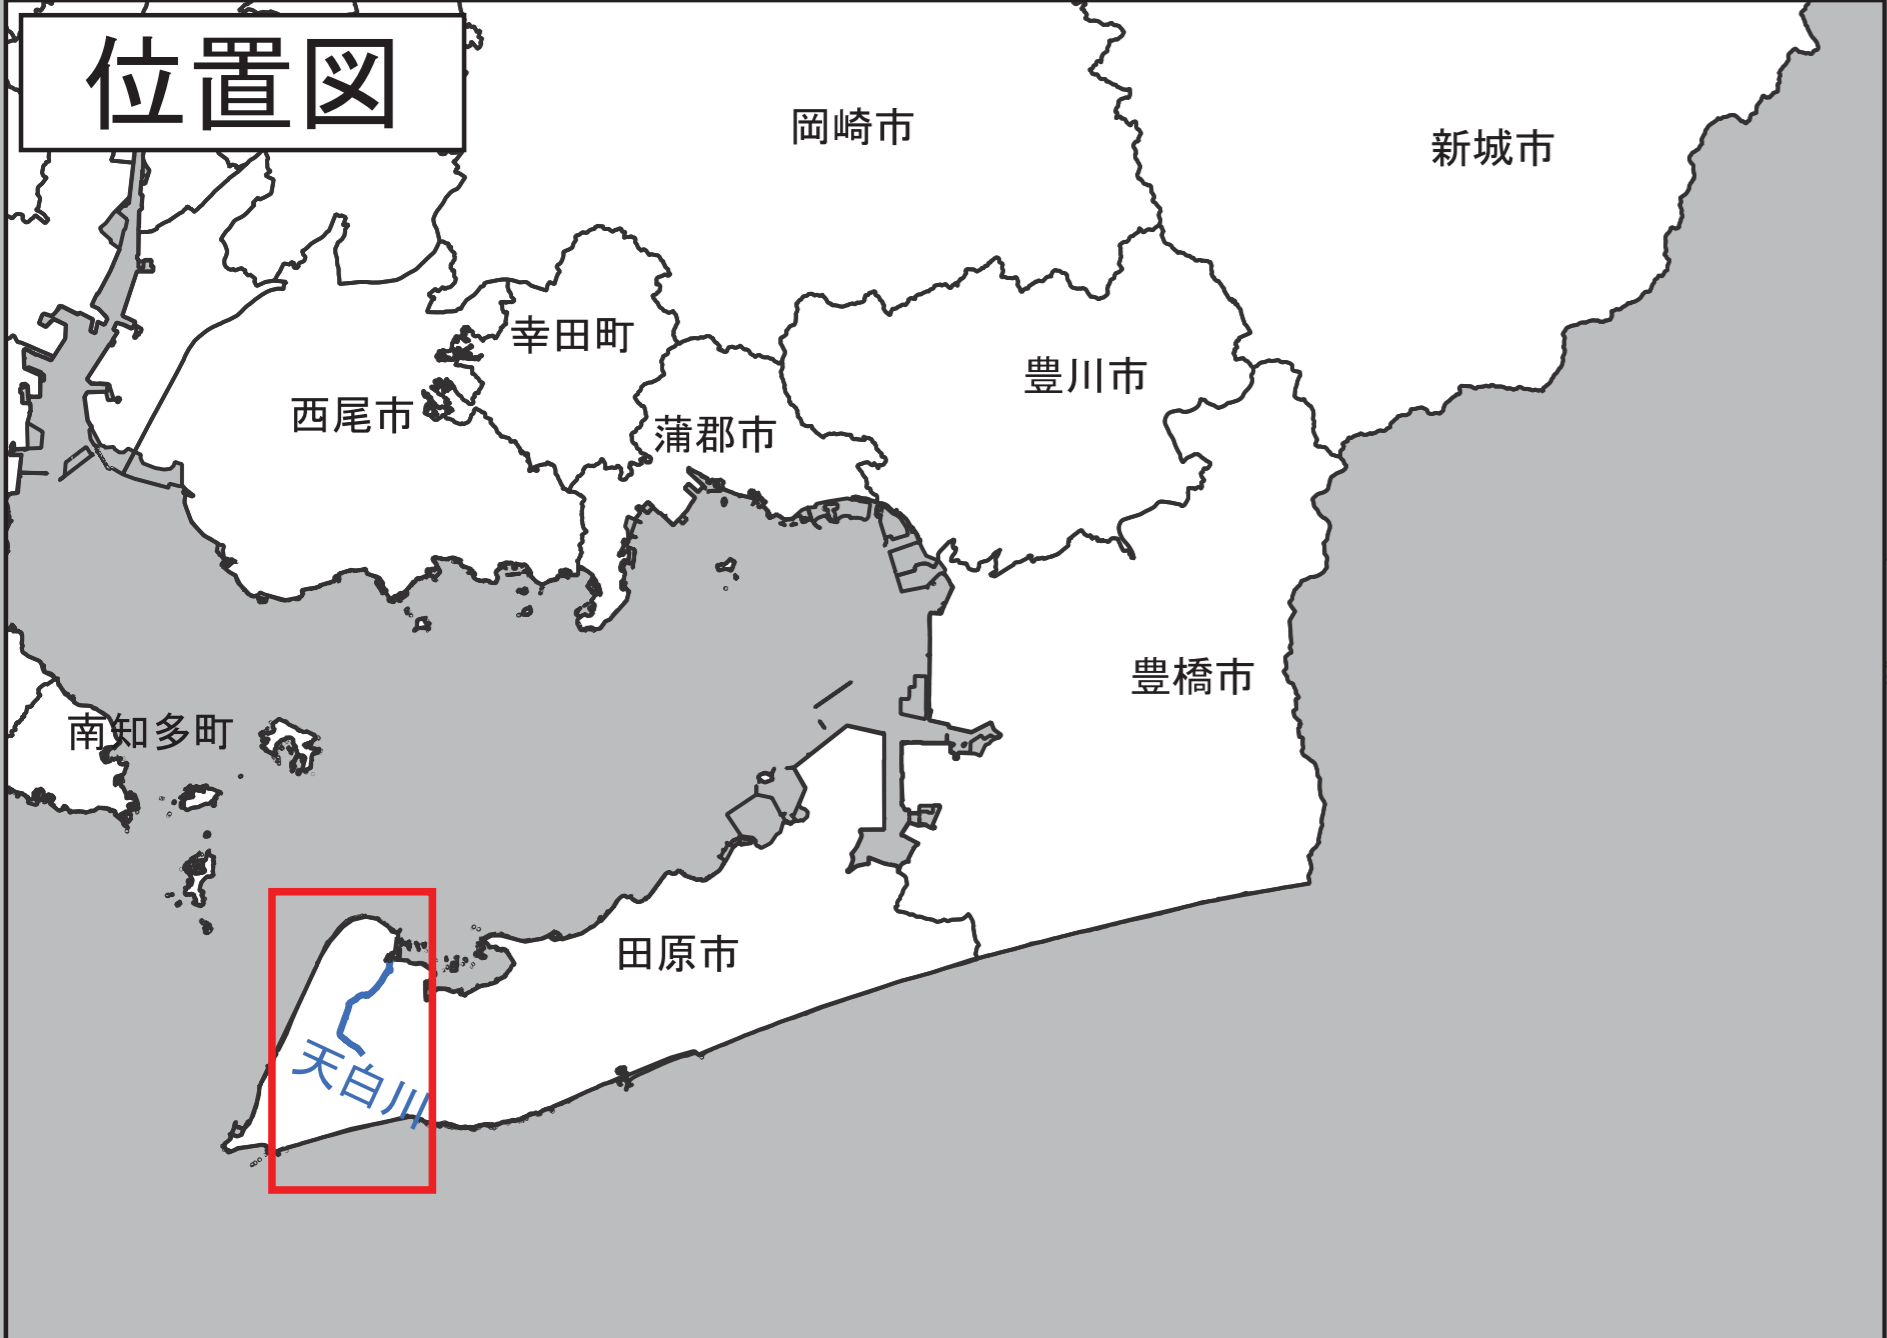 位置図
岡崎市
新城市
幸田町
豊川市
西尾市
蒲郡市
豊橋市
南知多町
田原市
天白川